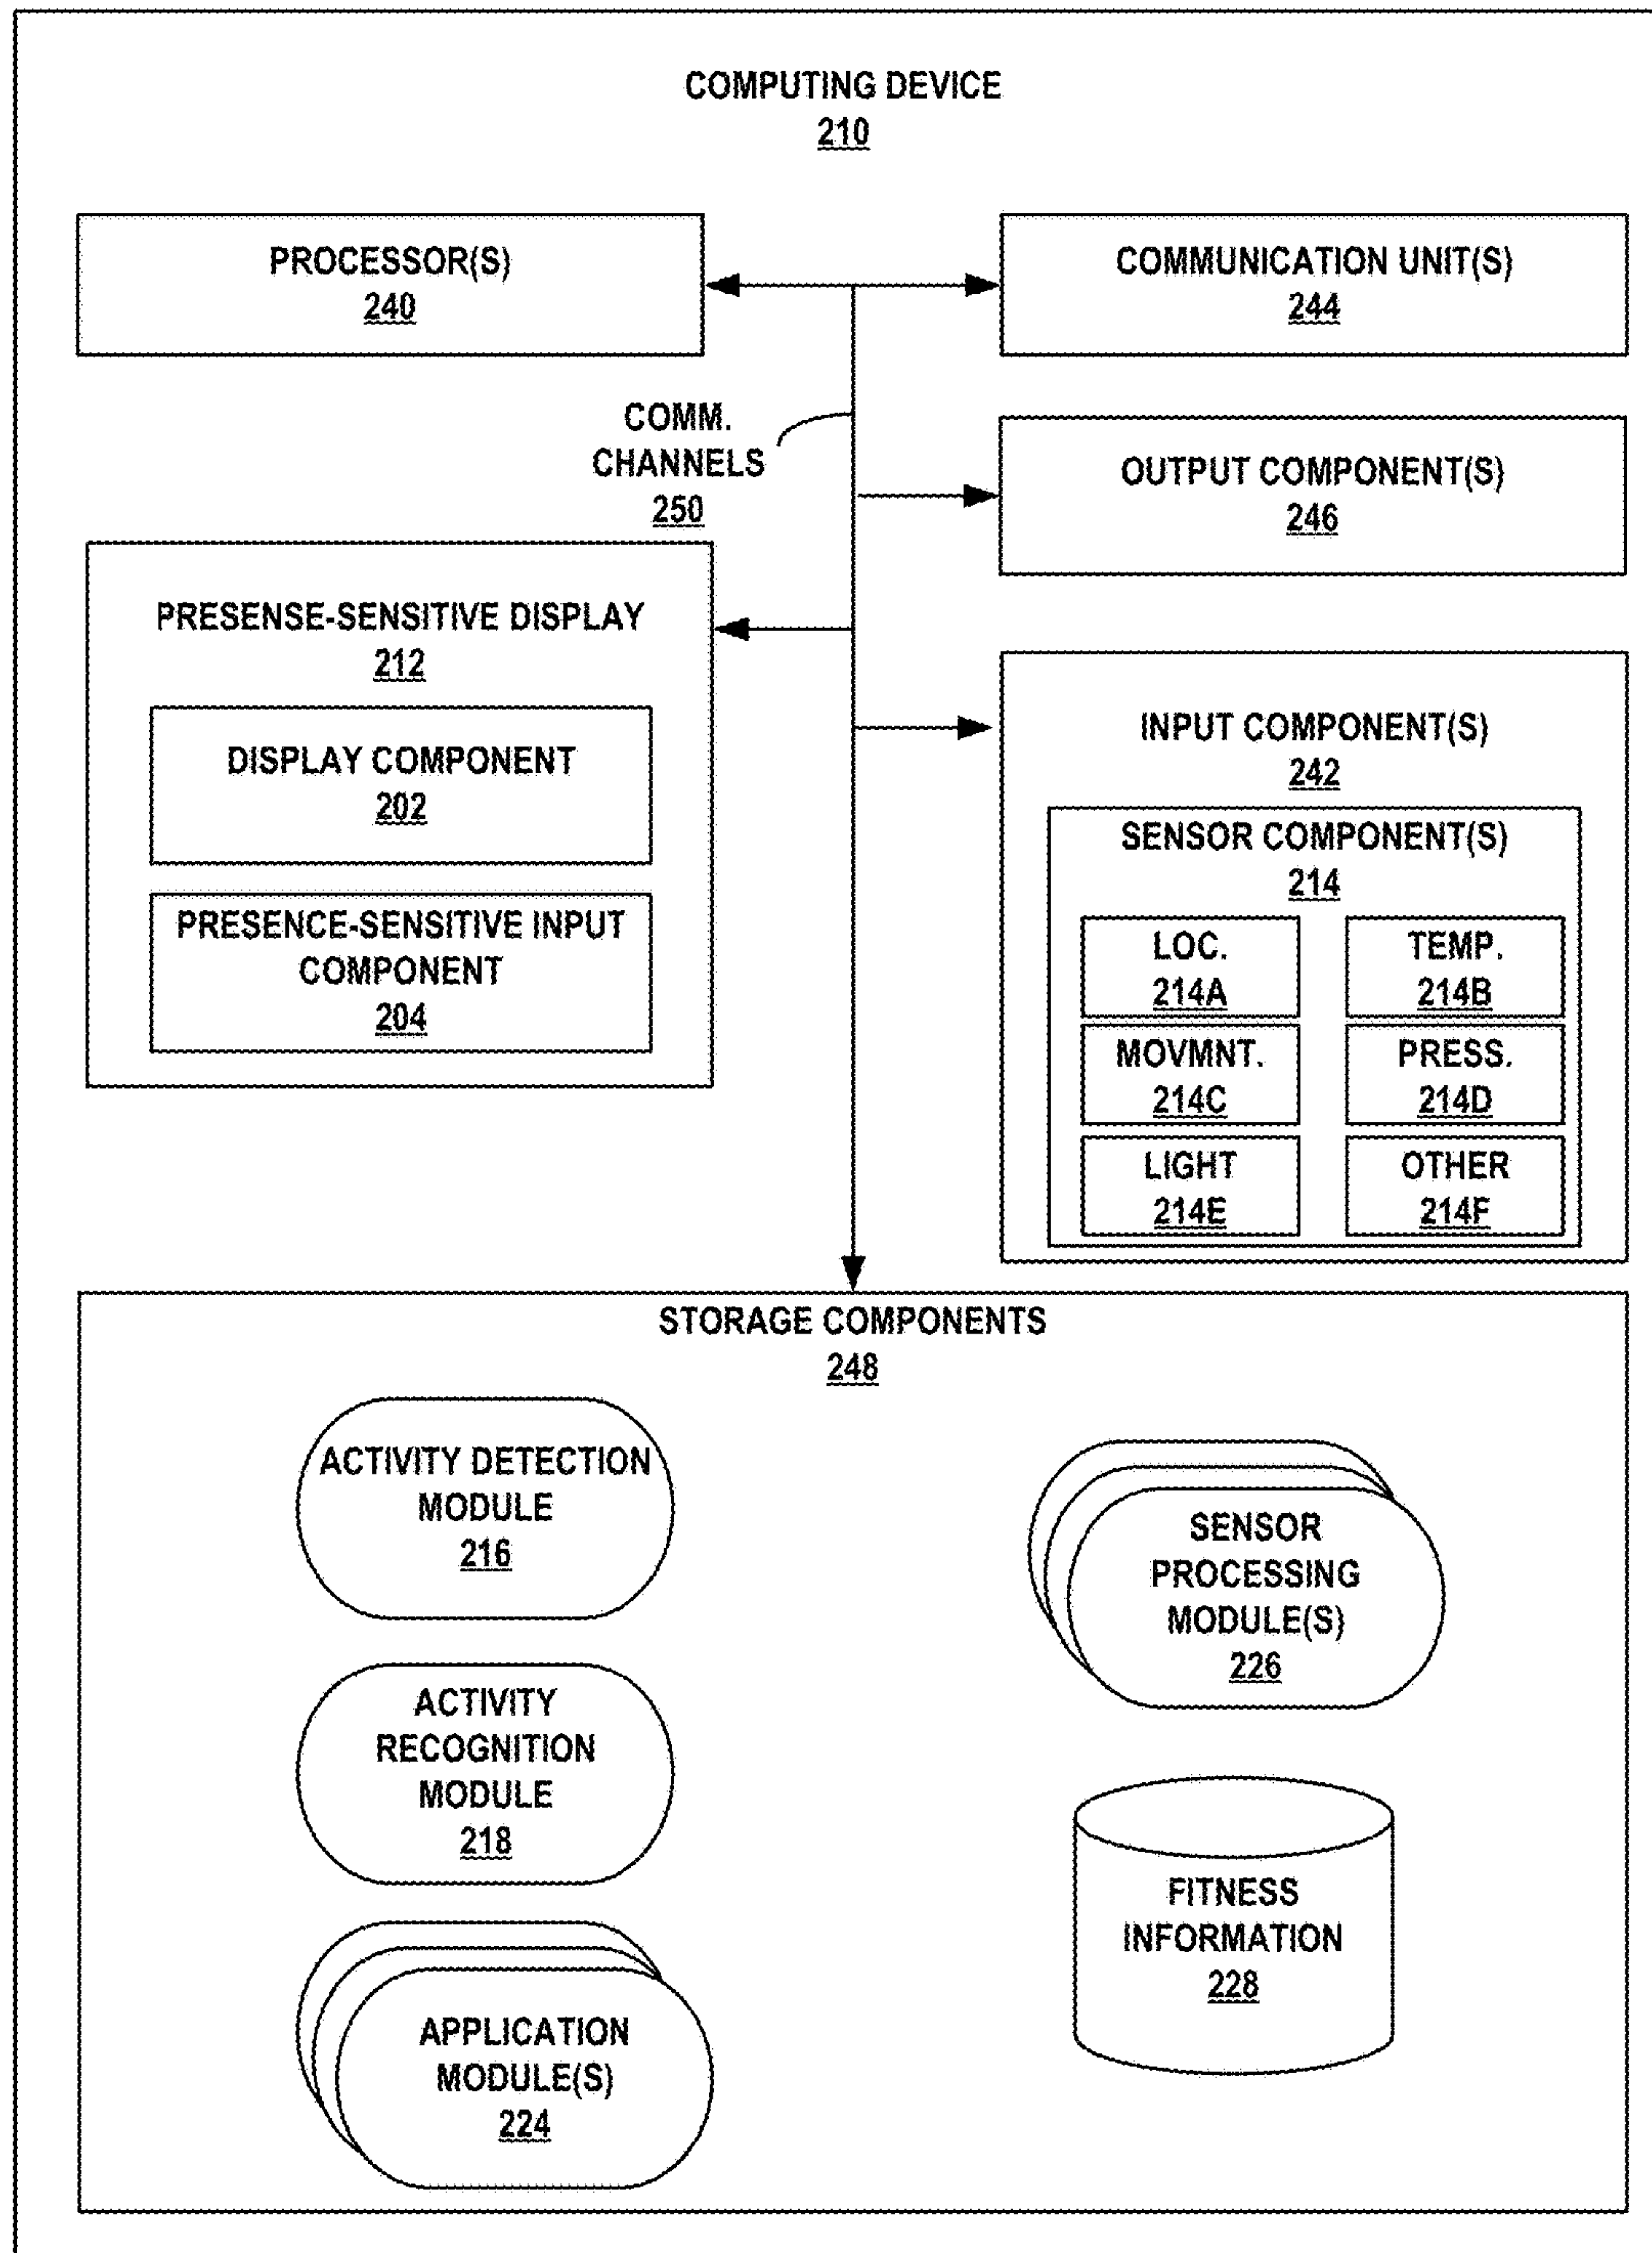 COMPUTING DEVICE
210
PROCESSOR(S)
240
COMMUNICATION UNIT(S)
244
COMM.
CHANNELS
250
OUTPUT COMPONENT(S)
246
PRESENSE-SENSITIVE DISPLAY
212
DISPLAY COMPONENT
202
PRESENCE-SENSITIVE INPUT
COMPONENT
204
INPUT COMPONENT(S)
242
SENSOR COMPONENT(S)
214
LOC.
214A
TEMP.
214B
MOVMNT.
214C
PRESS.
214D
LIGHT
214E
OTHER
214F
STORAGE COMPONENTS
248
ACTIVITY DETECTION
MODULE
216
SENSOR
PROCESSING
MODULE(S)
226
ACTIVITY
RECOGNITION
MODULE
218
FITNESS
INFORMATION
228
APPLICATION
MODULE(S)
224